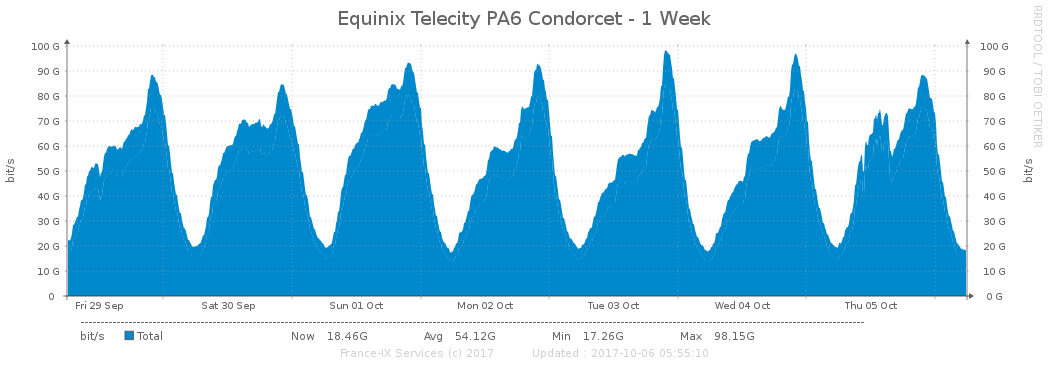 Equinix Telecity PA6 Condorcet - 1 Week
RRDTOOL / TOBI OETIKER
100 G 100 G
90 G 90 G
80 G 80 G
70 G 70 G
60 G 60 G
50 G 50 G
40 G 40 G
30 G 30 G
20 G 20 G
10 G 10 G
0 0 G
bit/s
bit/s
Fri 29 Sep Sat 30 Sep Sun 01 Oct Mon 02 Oct Tue 03 Oct Wed 04 Oct Thu 05 Oct
bit/s Total Now 18.46G Avg 54.12G Min 17.26G Max 98.15G
France-IX Services (c) 2017 Updated : 2017-10-06 05:55:10